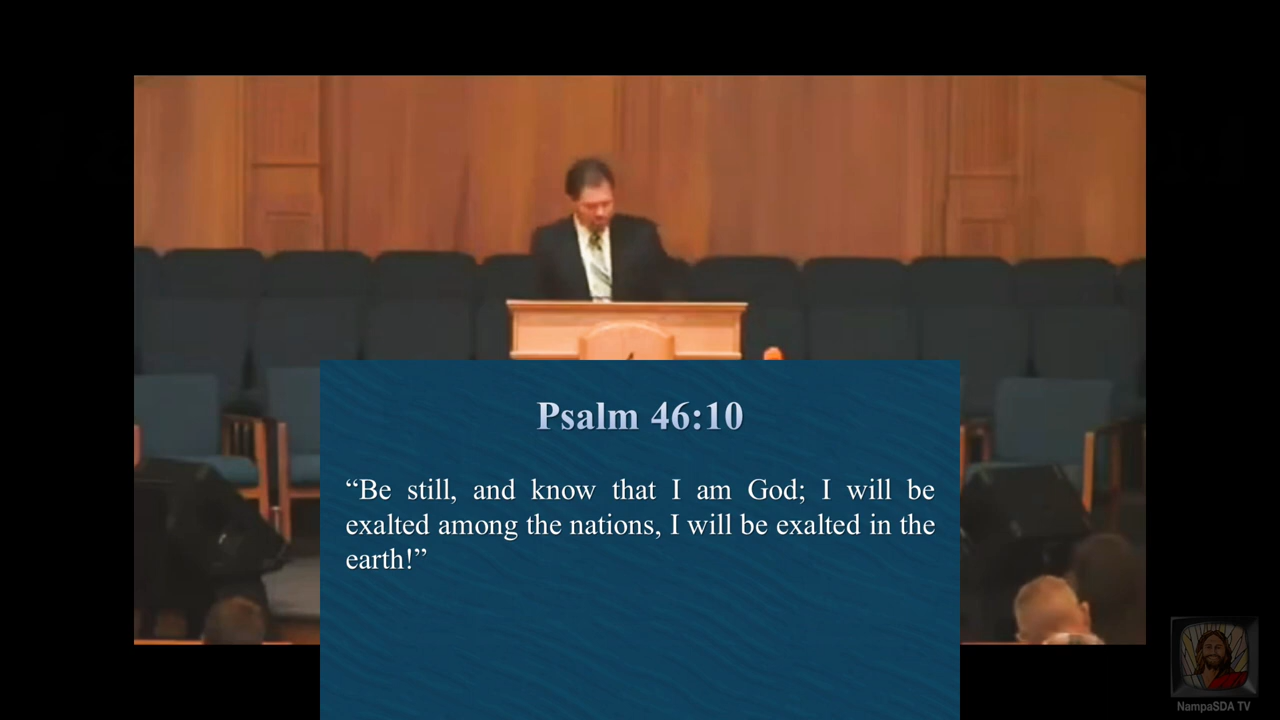 Psalm 46:10
“Be still, and know that I am God; I will be
exalted among the nations, I will be exalted in the
earth!”
NampaSDA TV